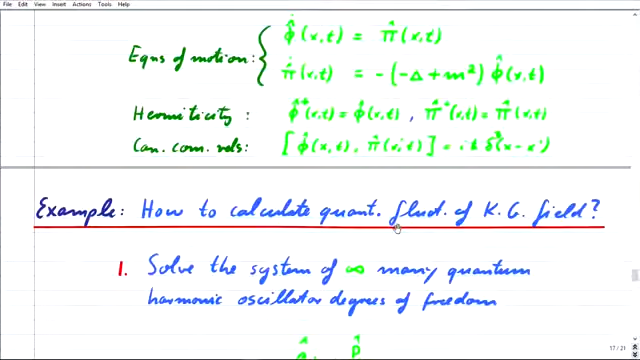 File Edit View Insert Actions Tools Help
Eqns of motion: { φ̂̇(x,t) = π̂(x,t)
π̂̇(x,t) = -(-Δ+m²) φ̂(x,t)
Hermiticity: φ̂⁺(x,t) = φ̂(x,t) , π̂⁺(x,t) = π̂(x,t)
Can. com. rels: [φ̂(x,t), π̂(x',t)] = iħ δ³(x-x')
Example: How to calculate quant. fluct. of K.G. field?
1. Solve the system of ∞ many quantum
harmonic oscillator degrees of freedom
q̂, p̂
17 / 21